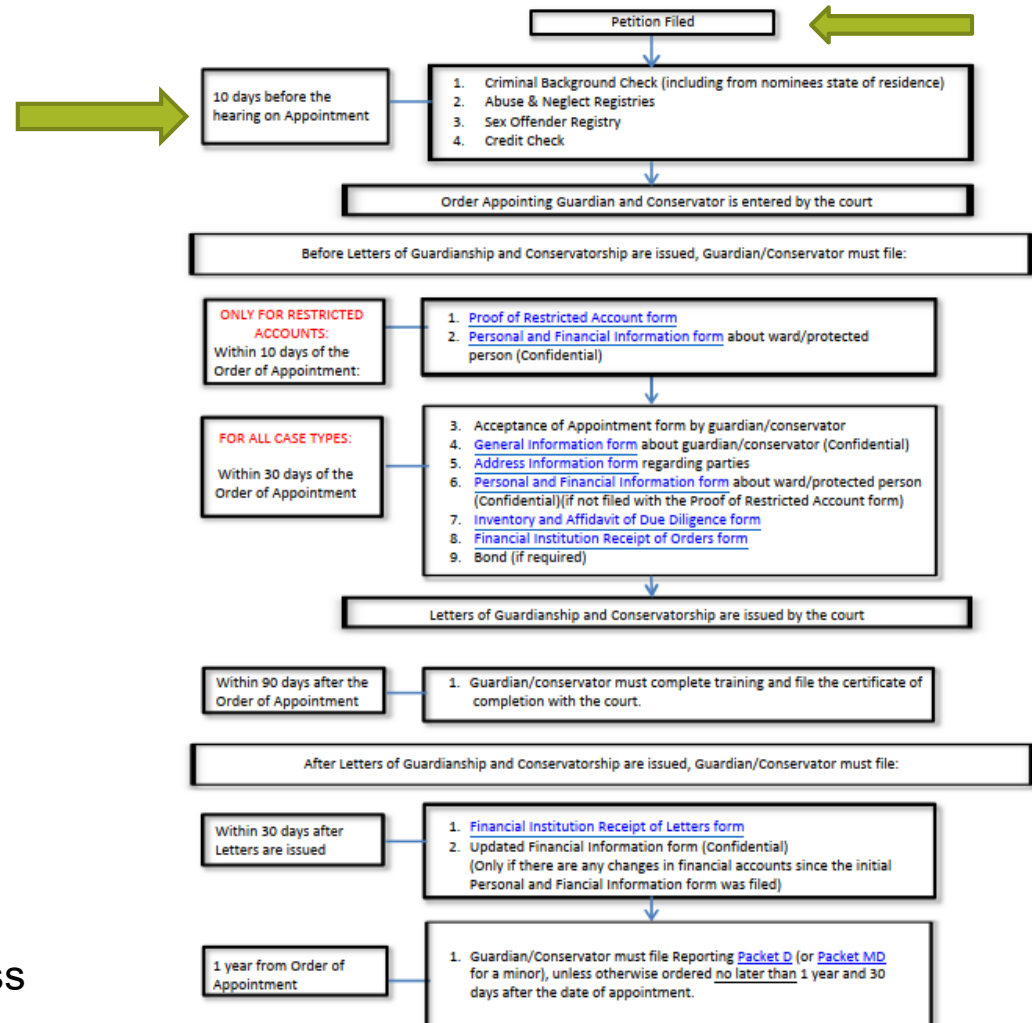 Petition Filed
10 days before the
hearing on Appointment
1. Criminal Background Check (including from nominees state of residence)
2. Abuse & Neglect Registries
3. Sex Offender Registry
4. Credit Check
Order Appointing Guardian and Conservator is entered by the court
Before Letters of Guardianship and Conservatorship are issued, Guardian/Conservator must file:
ONLY FOR RESTRICTED
ACCOUNTS:
Within 10 days of the
Order of Appointment:
1. Proof of Restricted Account form
2. Personal and Financial Information form about ward/protected
person (Confidential)
FOR ALL CASE TYPES:
Within 30 days of the
Order of Appointment
3. Acceptance of Appointment form by guardian/conservator
4. General Information form about guardian/conservator (Confidential)
5. Address Information form regarding parties
6. Personal and Financial Information form about ward/protected person
(Confidential)(if not filed with the Proof of Restricted Account form)
7. Inventory and Affidavit of Due Diligence form
8. Financial Institution Receipt of Orders form
9. Bond (if required)
Letters of Guardianship and Conservatorship are issued by the court
Within 90 days after the
Order of Appointment
1. Guardian/conservator must complete training and file the certificate of
completion with the court.
After Letters of Guardianship and Conservatorship are issued, Guardian/Conservator must file:
Within 30 days after
Letters are issued
1. Financial Institution Receipt of Letters form
2. Updated Financial Information form (Confidential)
(Only if there are any changes in financial accounts since the initial
Personal and Fiancial Information form was filed)
1 year from Order of
Appointment
1. Guardian/Conservator must file Reporting Packet D (or Packet MD
for a minor), unless otherwise ordered no later than 1 year and 30
days after the date of appointment.